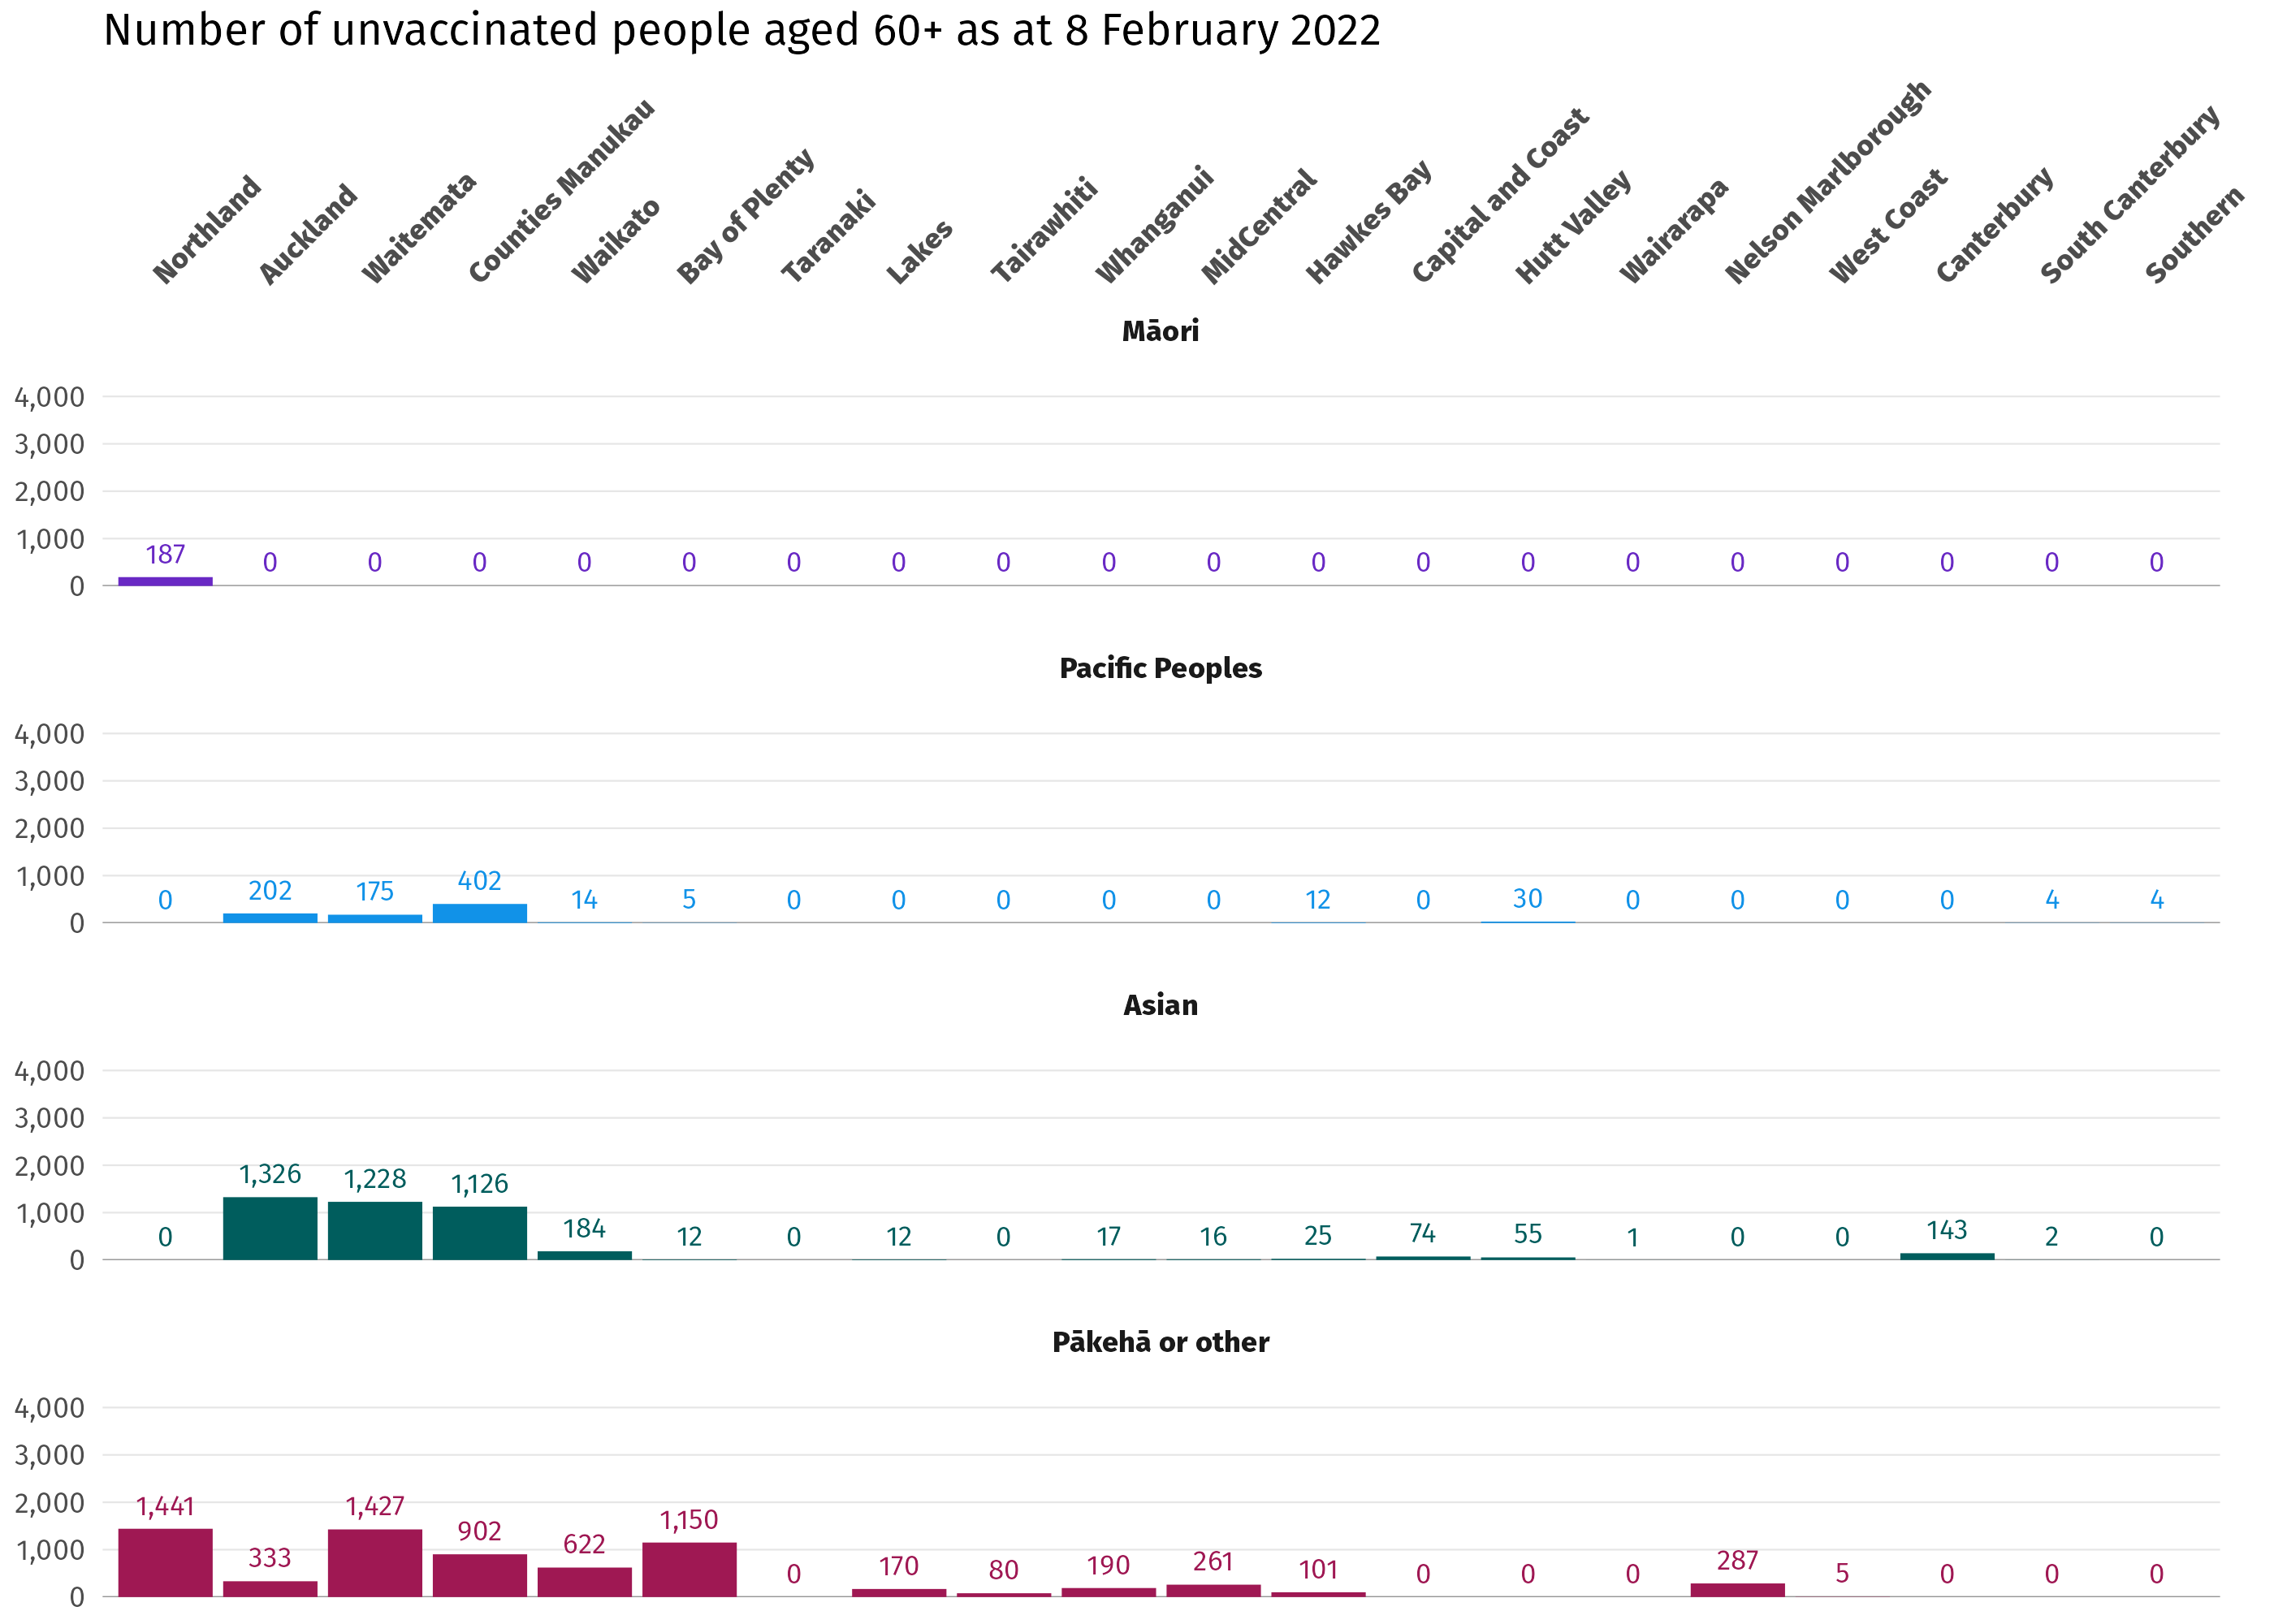 Number of unvaccinated people aged 60+ as at 8 February 2022
Northland
Auckland
Waitemata
Counties Manukau
Waikato
Bay of Plenty
Taranaki
Lakes
Tairawhiti
Whanganui
MidCentral
Hawkes Bay
Capital and Coast
Hutt Valley
Wairarapa
Nelson Marlborough
West Coast
Canterbury
South Canterbury
Southern
Māori
4,000
3,000
2,000
1,000
0
187 0 0 0 0 0 0 0 0 0 0 0 0 0 0 0 0 0 0 0
Pacific Peoples
4,000
3,000
2,000
1,000
0
0 202 175 402 14 5 0 0 0 0 0 12 0 30 0 0 0 0 4 4
Asian
4,000
3,000
2,000
1,000
0
0 1,326 1,228 1,126 184 12 0 12 0 17 16 25 74 55 1 0 0 143 2 0
Pākehā or other
4,000
3,000
2,000
1,000
0
1,441 333 1,427 902 622 1,150 0 170 80 190 261 101 0 0 0 287 5 0 0 0